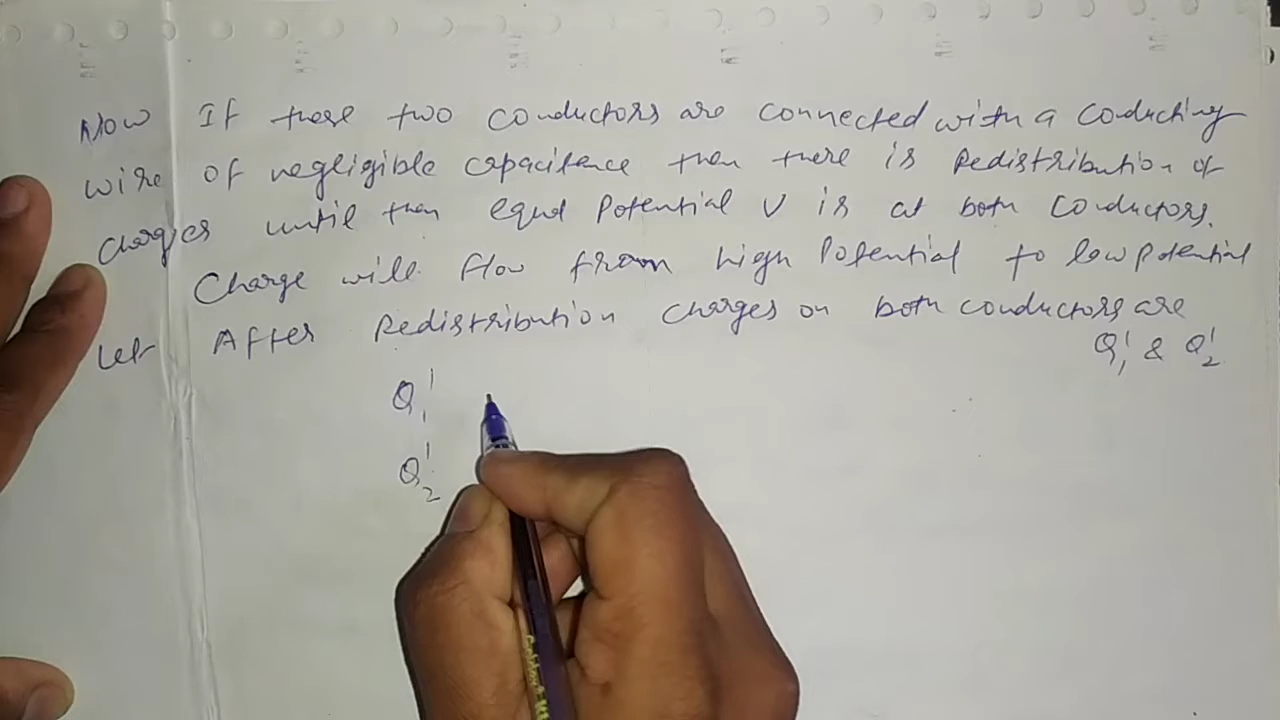 Now If these two conductors are connected with a conducting
wire of negligible capacitence then there is Redistribution of
charges until then equal Potential V is at both conductors.
Charge will flow from high Potential to low potential
Let After Redistribution charges on both conductors are
Q₁' & Q₂'
Q₁'
Q₂'